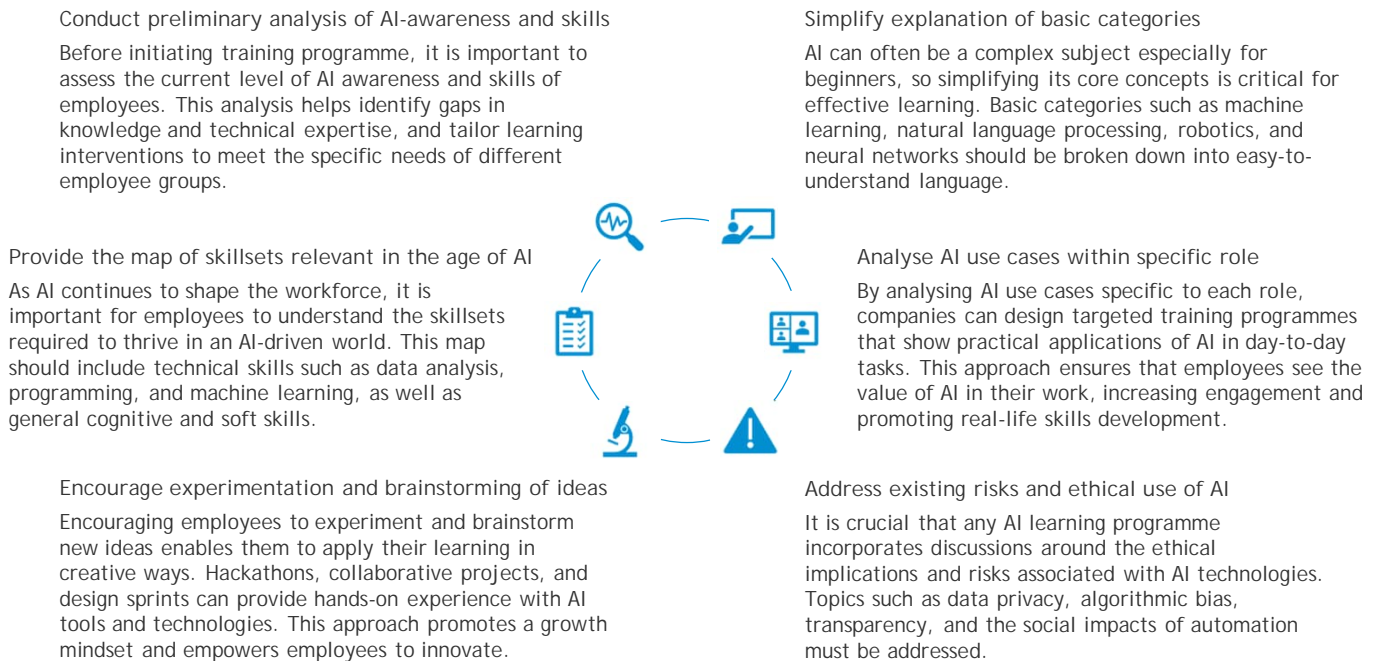 Conduct preliminary analysis of AI-awareness and skills
Before initiating training programme, it is important to
assess the current level of AI awareness and skills of
employees. This analysis helps identify gaps in
knowledge and technical expertise, and tailor learning
interventions to meet the specific needs of different
employee groups.
Simplify explanation of basic categories
AI can often be a complex subject especially for
beginners, so simplifying its core concepts is critical for
effective learning. Basic categories such as machine
learning, natural language processing, robotics, and
neural networks should be broken down into easy-to-
understand language.
Provide the map of skillsets relevant in the age of AI
As AI continues to shape the workforce, it is
important for employees to understand the skillsets
required to thrive in an AI-driven world. This map
should include technical skills such as data analysis,
programming, and machine learning, as well as
general cognitive and soft skills.
Analyse AI use cases within specific role
By analysing AI use cases specific to each role,
companies can design targeted training programmes
that show practical applications of AI in day-to-day
tasks. This approach ensures that employees see the
value of AI in their work, increasing engagement and
promoting real-life skills development.
Encourage experimentation and brainstorming of ideas
Encouraging employees to experiment and brainstorm
new ideas enables them to apply their learning in
creative ways. Hackathons, collaborative projects, and
design sprints can provide hands-on experience with AI
tools and technologies. This approach promotes a growth
mindset and empowers employees to innovate.
Address existing risks and ethical use of AI
It is crucial that any AI learning programme
incorporates discussions around the ethical
implications and risks associated with AI technologies.
Topics such as data privacy, algorithmic bias,
transparency, and the social impacts of automation
must be addressed.